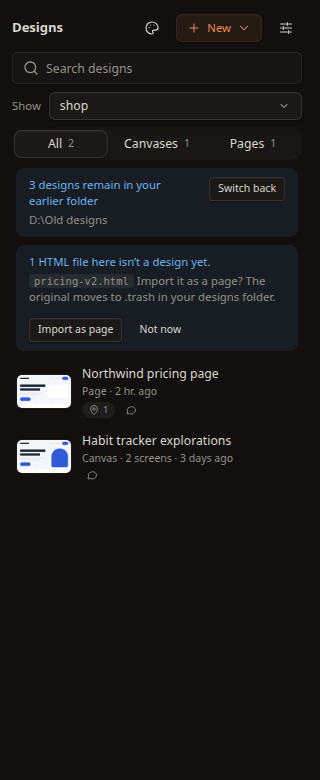 Designs
New
Search designs
Show
shop
All 2
Canvases 1
Pages 1
3 designs remain in your
earlier folder
D:\Old designs
Switch back
1 HTML file here isn't a design yet.
pricing-v2.html Import it as a page? The
original moves to .trash in your designs folder.
Import as page
Not now
Northwind pricing page
Page · 2 hr. ago
1
Habit tracker explorations
Canvas · 2 screens · 3 days ago